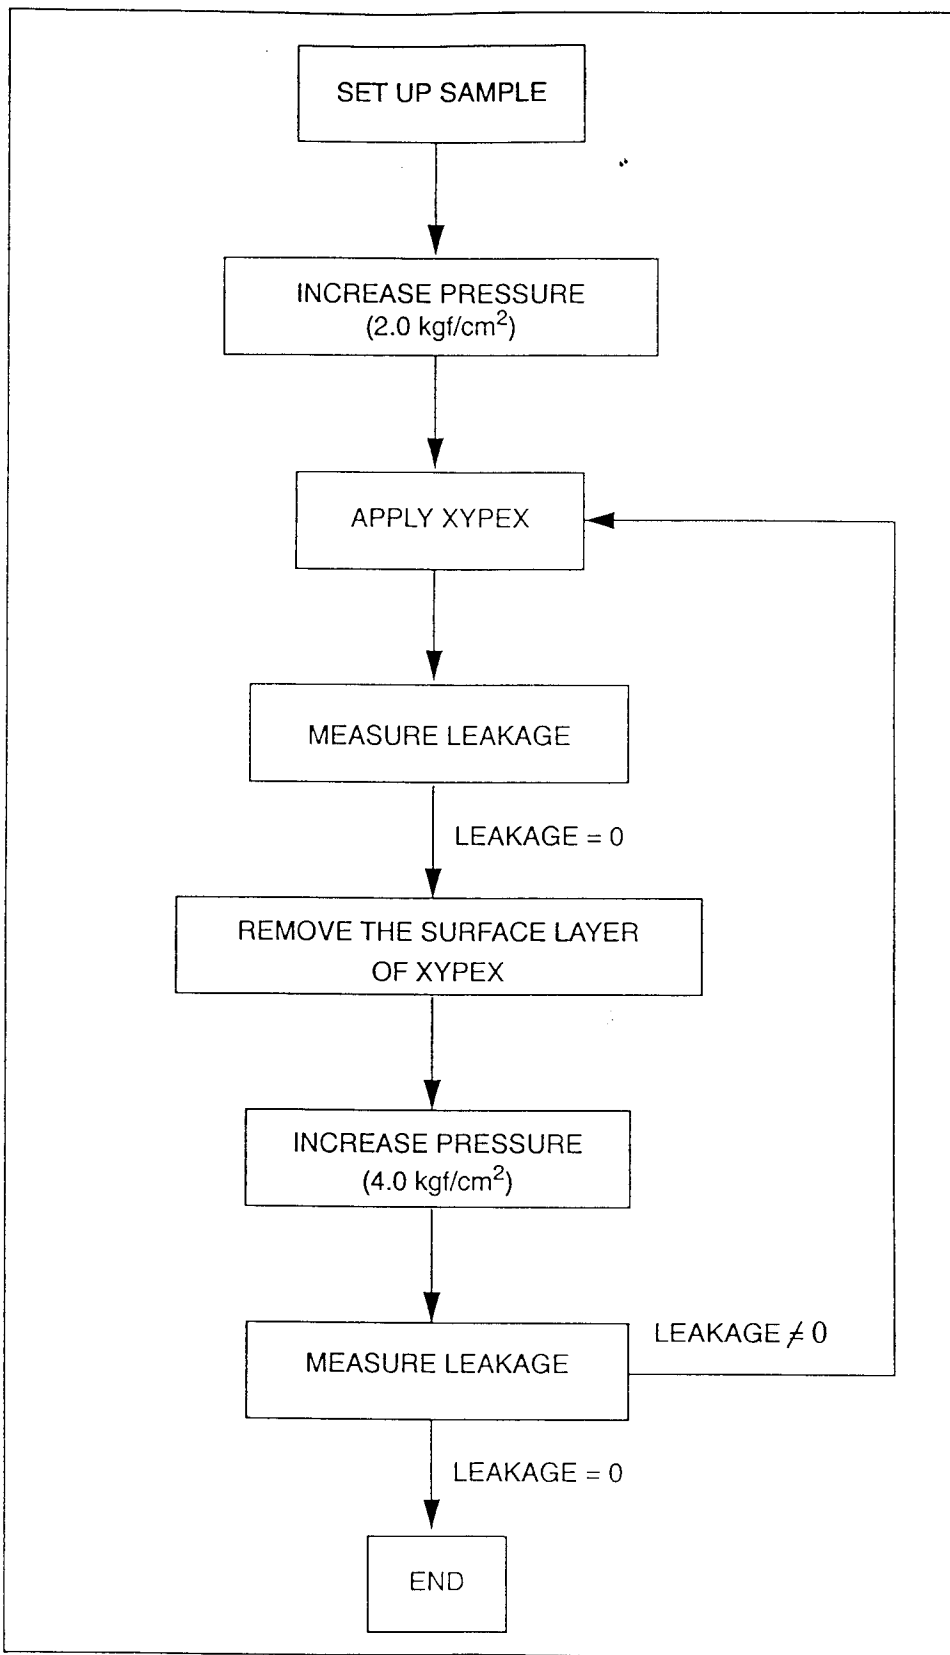 SET UP SAMPLE
INCREASE PRESSURE
(2.0 kgf/cm²)
APPLY XYPEX
MEASURE LEAKAGE
LEAKAGE = 0
REMOVE THE SURFACE LAYER
OF XYPEX
INCREASE PRESSURE
(4.0 kgf/cm²)
MEASURE LEAKAGE
LEAKAGE ≠ 0
LEAKAGE = 0
END